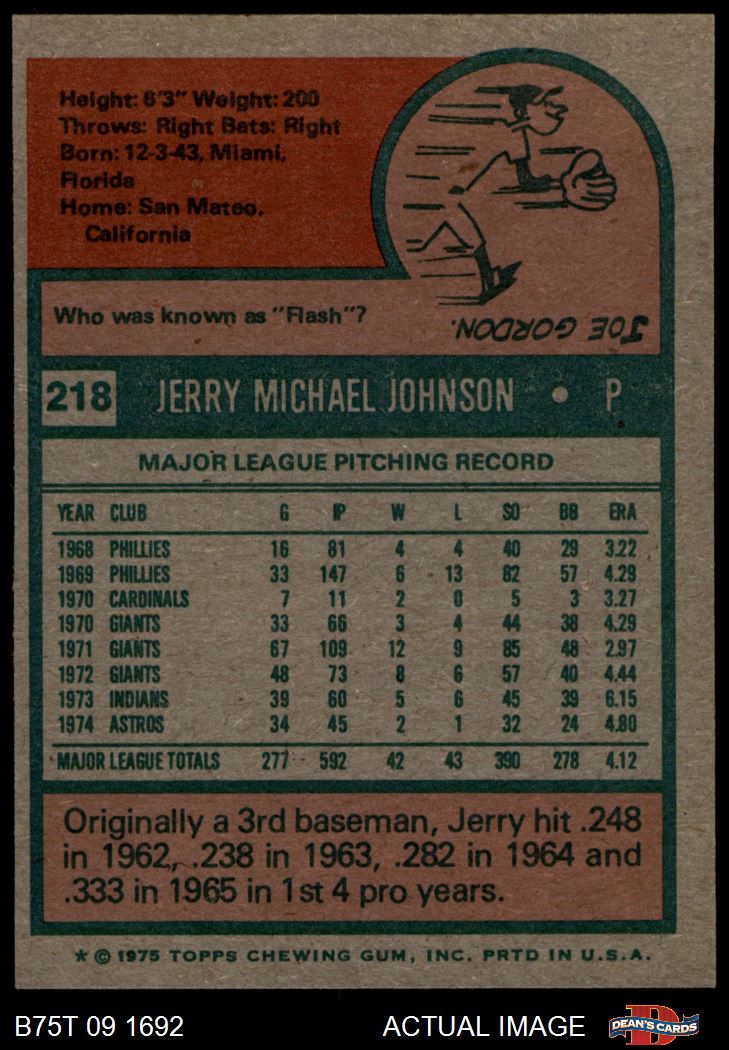 Height: 6'3" Weight: 200
Throws: Right Bats: Right
Born: 12-3-43, Miami,
Florida
Home: San Mateo,
California
Who was known as "Flash"?
JOE GORDON.
218 JERRY MICHAEL JOHNSON • P
MAJOR LEAGUE PITCHING RECORD
YEAR CLUB G IP W L SO BB ERA
1968 PHILLIES 16 81 4 4 40 29 3.22
1969 PHILLIES 33 147 6 13 82 57 4.29
1970 CARDINALS 7 11 2 0 5 3 3.27
1970 GIANTS 33 66 3 4 44 38 4.29
1971 GIANTS 67 109 12 9 85 48 2.97
1972 GIANTS 48 73 8 6 57 40 4.44
1973 INDIANS 39 60 5 6 45 39 6.15
1974 ASTROS 34 45 2 1 32 24 4.80
MAJOR LEAGUE TOTALS 277 592 42 43 390 278 4.12
Originally a 3rd baseman, Jerry hit .248
in 1962, .238 in 1963, .282 in 1964 and
.333 in 1965 in 1st 4 pro years.
* © 1975 TOPPS CHEWING GUM, INC. PRTD IN U.S.A.
B75T 09 1692 ACTUAL IMAGE DEAN'S CARDS